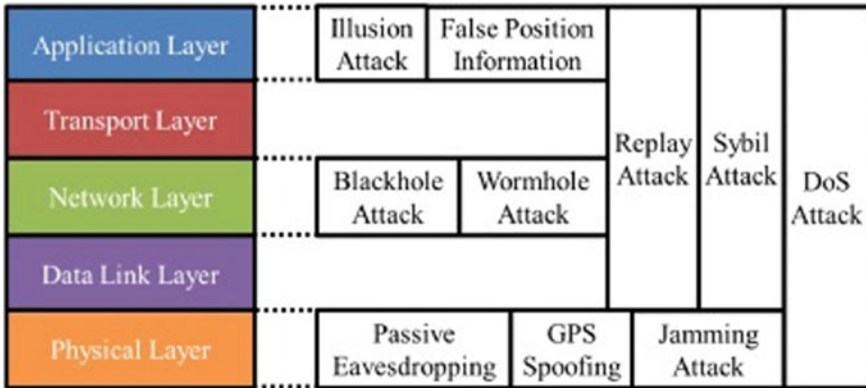 Application Layer
Illusion
Attack
False Position
Information
Transport Layer
Replay
Attack
Sybil
Attack
DoS
Attack
Network Layer
Blackhole
Attack
Wormhole
Attack
Data Link Layer
Physical Layer
Passive
Eavesdropping
GPS
Spoofing
Jamming
Attack